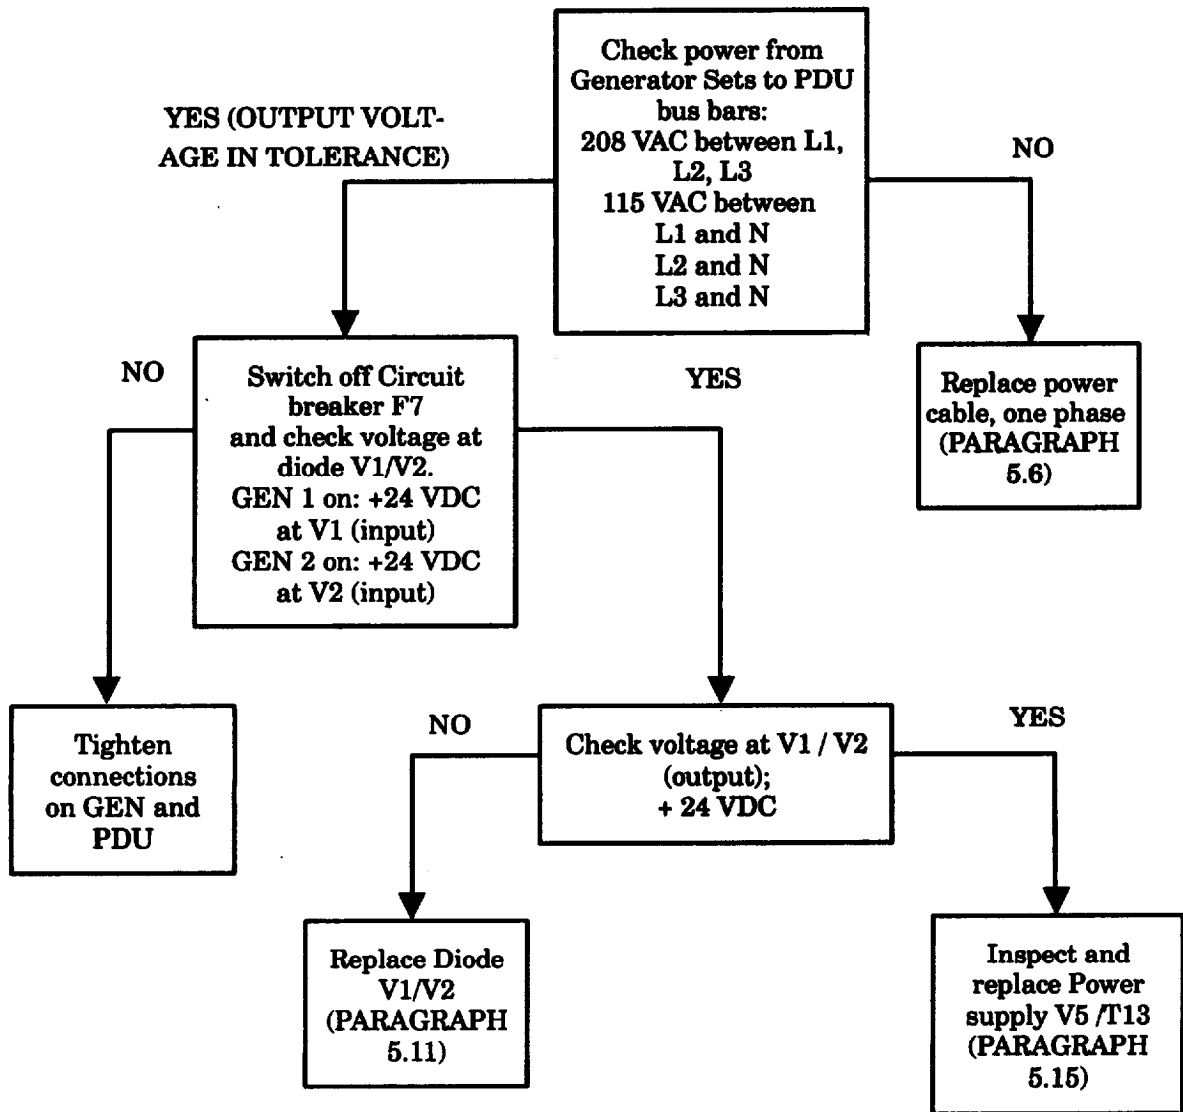 Check power from
Generator Sets to PDU
bus bars:
208 VAC between L1,
L2, L3
115 VAC between
L1 and N
L2 and N
L3 and N
YES (OUTPUT VOLT-
AGE IN TOLERANCE)
NO
NO
Switch off Circuit
breaker F7
and check voltage at
diode V1/V2.
GEN 1 on: +24 VDC
at V1 (input)
GEN 2 on: +24 VDC
at V2 (input)
YES
Replace power
cable, one phase
(PARAGRAPH
5.6)
Tighten
connections
on GEN and
PDU
NO
Check voltage at V1 / V2
(output);
+ 24 VDC
YES
Replace Diode
V1/V2
(PARAGRAPH
5.11)
Inspect and
replace Power
supply V5 /T13
(PARAGRAPH
5.15)